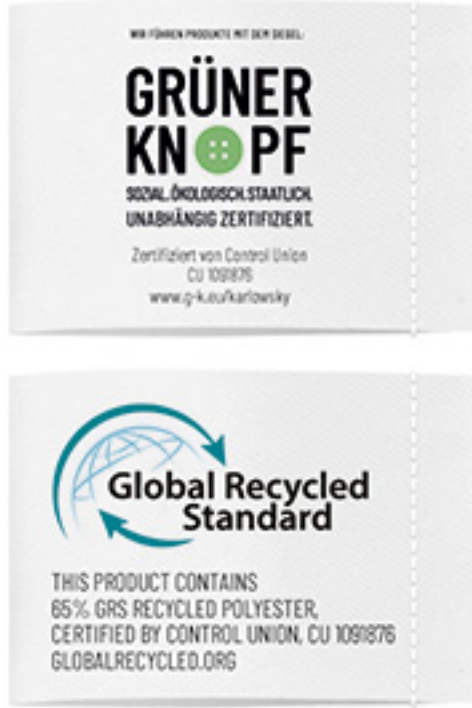 WIR FÜHREN PRODUKTE MIT DEM SIEGEL:
GRÜNER
KNOPF
SOZIAL. ÖKOLOGISCH. STAATLICH.
UNABHÄNGIG ZERTIFIZIERT.
Zertifiziert von Control Union
CU 1091876
www.g-k.eu/karlowsky
Global Recycled
Standard
THIS PRODUCT CONTAINS
65% GRS RECYCLED POLYESTER,
CERTIFIED BY CONTROL UNION, CU 1091876
GLOBALRECYCLED.ORG